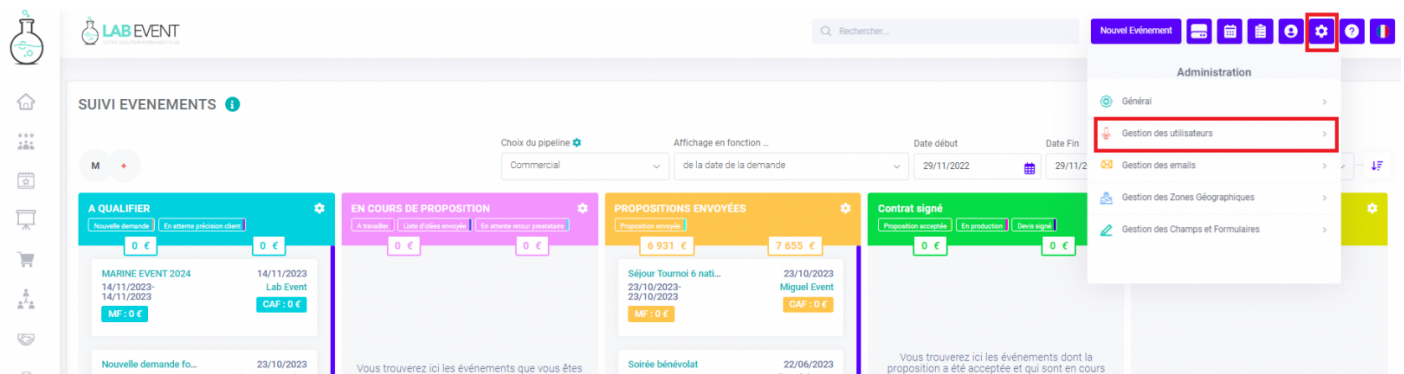 LAB EVENT
Rechercher...
Nouvel Evénement
Administration
Général
Gestion des utilisateurs
Gestion des emails
Gestion des Zones Géographiques
Gestion des Champs et Formulaires
SUIVI EVENEMENTS
M +
Choix du pipeline
Commercial
Affichage en fonction ...
de la date de la demande
Date début
29/11/2022
Date Fin
29/11/2
A QUALIFIER
Nouvelle demande
En attente précision client
0 €
0 €
MARINE EVENT 2024
14/11/2023
14/11/2023-
14/11/2023
Lab Event
MF : 0 €
CAF : 0 €
Nouvelle demande fo...
23/10/2023
EN COURS DE PROPOSITION
A travailler
Liste d'idées envoyée
En attente retour prestataire
0 €
0 €
Vous trouverez ici les événements que vous êtes
PROPOSITIONS ENVOYÉES
Proposition envoyée
6 931 €
7 655 €
Séjour Tournoi 6 nati...
23/10/2023
23/10/2023-
23/10/2023
Miguel Event
MF : 0 €
CAF : 0 €
Soirée bénévolat
22/06/2023
Contrat signé
Proposition acceptée
En production
Devis signé
0 €
0 €
Vous trouverez ici les événements dont la
proposition a été acceptée et qui sont en cours